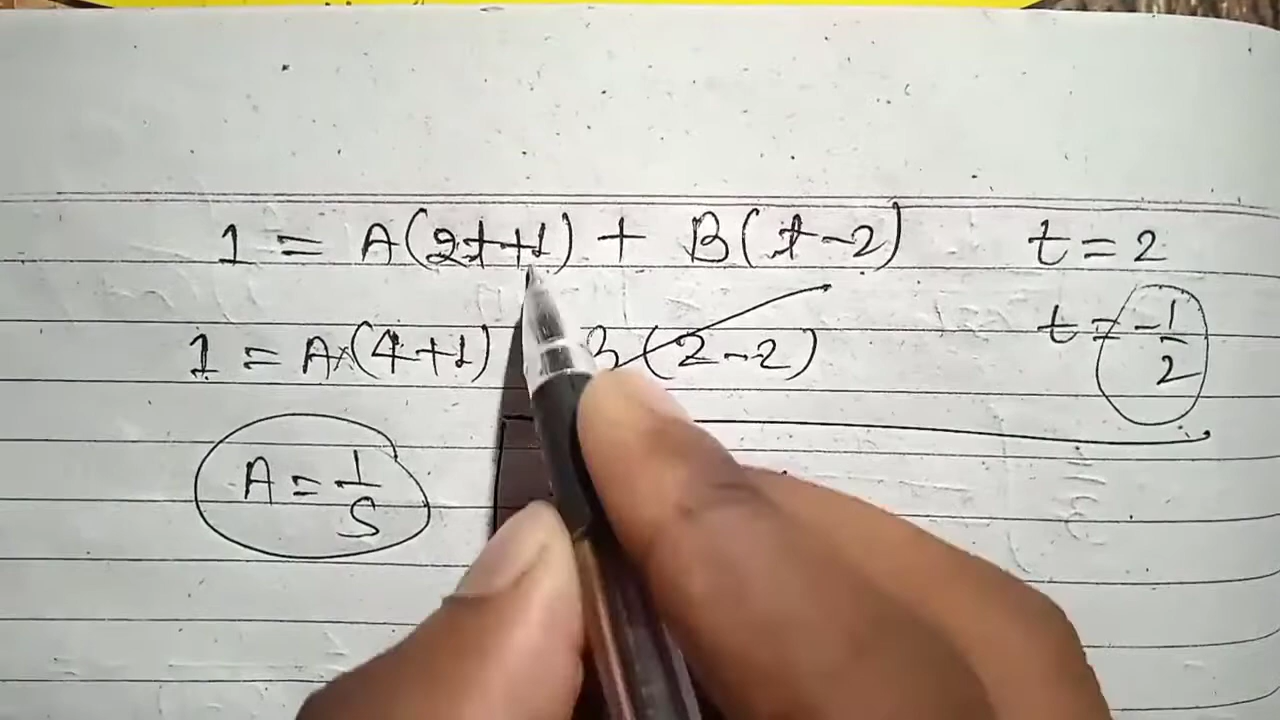 1 = A(2t+1) + B(t-2) t = 2
t = -1/2
1 = A×(4+1) B(2-2)
A = 1/5